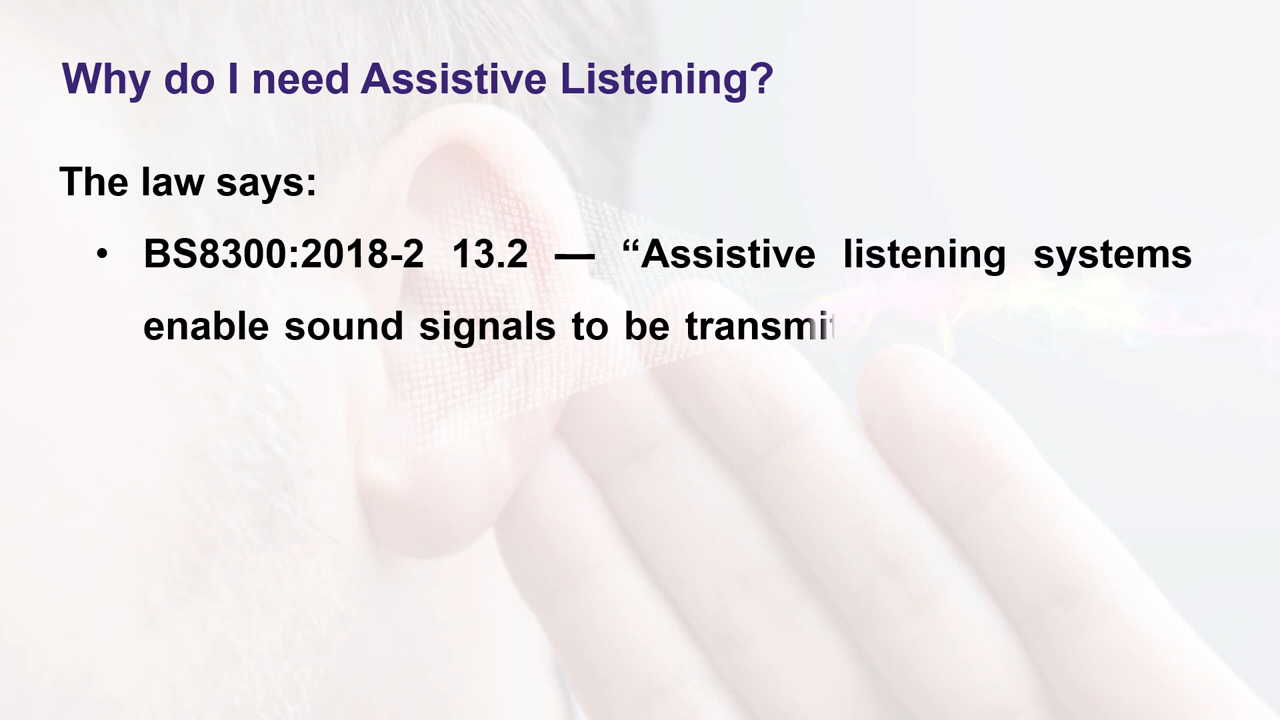 Why do I need Assistive Listening?
The law says:
• BS8300:2018-2 13.2 — “Assistive listening systems
enable sound signals to be